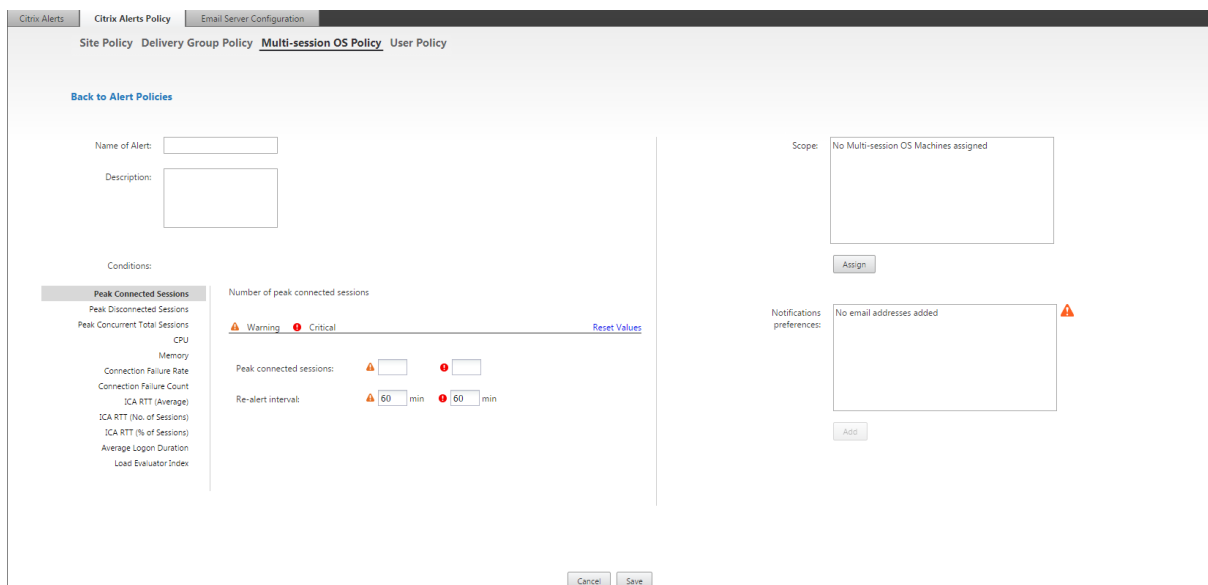 Citrix Alerts Citrix Alerts Policy Email Server Configuration
Site Policy Delivery Group Policy Multi-session OS Policy User Policy
Back to Alert Policies
Name of Alert:
Description:
Conditions:
Peak Connected Sessions
Peak Disconnected Sessions
Peak Concurrent Total Sessions
CPU
Memory
Connection Failure Rate
Connection Failure Count
ICA RTT (Average)
ICA RTT (No. of Sessions)
ICA RTT (% of Sessions)
Average Logon Duration
Load Evaluator Index
Number of peak connected sessions
Warning Critical Reset Values
Peak connected sessions:
Re-alert interval: 60 min 60 min
Scope: No Multi-session OS Machines assigned
Assign
Notifications preferences: No email addresses added
Add
Cancel Save